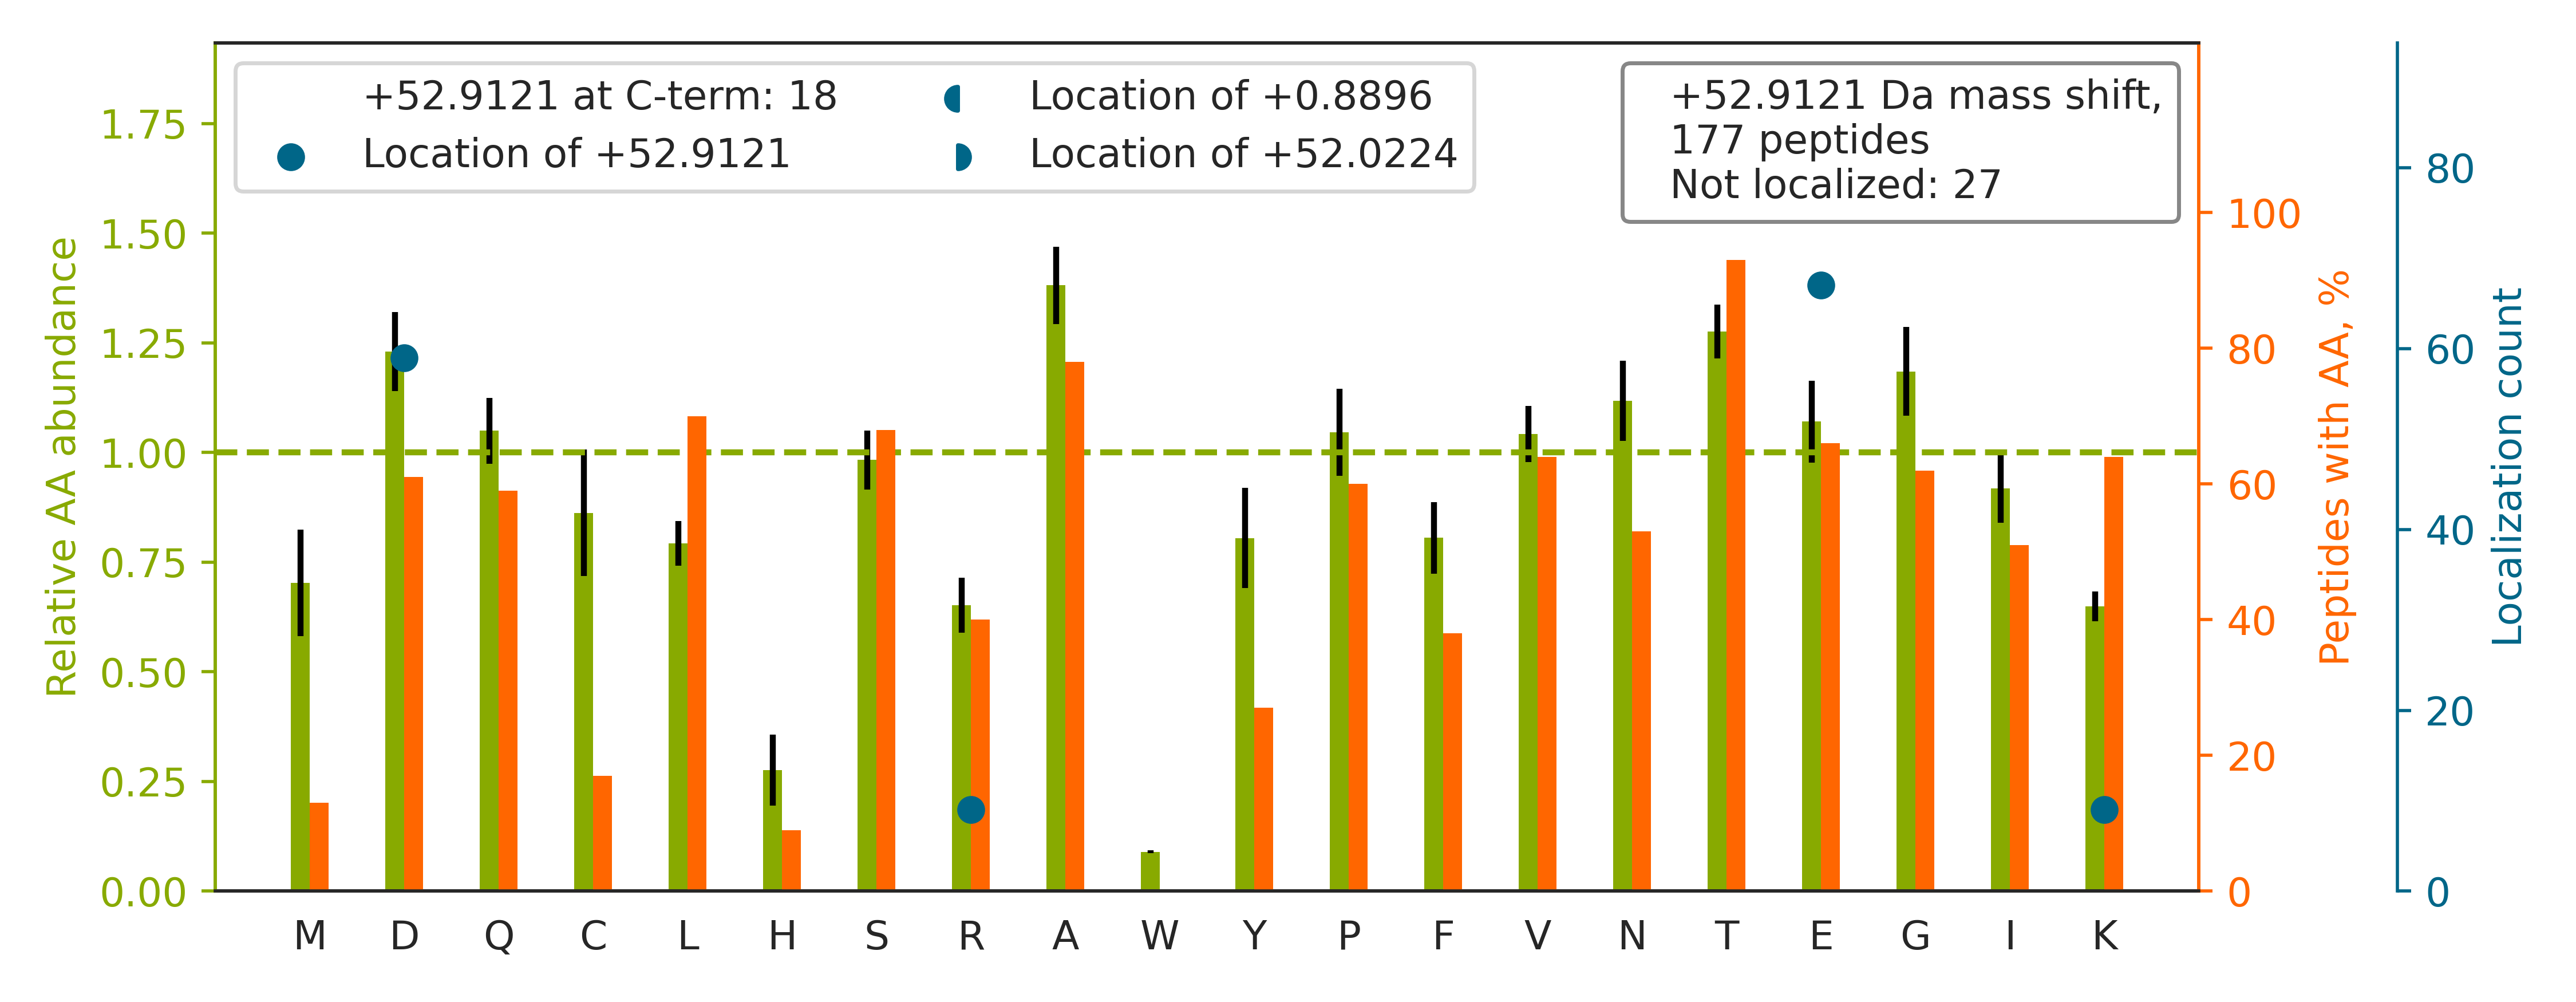 +52.9121 at C-term: 18
Location of +52.9121
Location of +0.8896
Location of +52.0224
+52.9121 Da mass shift,
177 peptides
Not localized: 27
Relative AA abundance
1.75
1.50
1.25
1.00
0.75
0.50
0.25
0.00
M D Q C L H S R A W Y P F V N T E G I K
100
80
60
40
20
0
Peptides with AA, %
80
60
40
20
0
Localization count